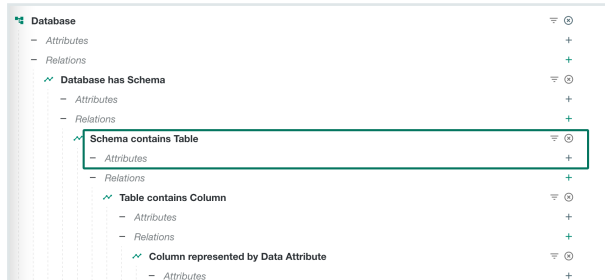 Database
Attributes
Relations
Database has Schema
Attributes
Relations
Schema contains Table
Attributes
Relations
Table contains Column
Attributes
Relations
Column represented by Data Attribute
Attributes